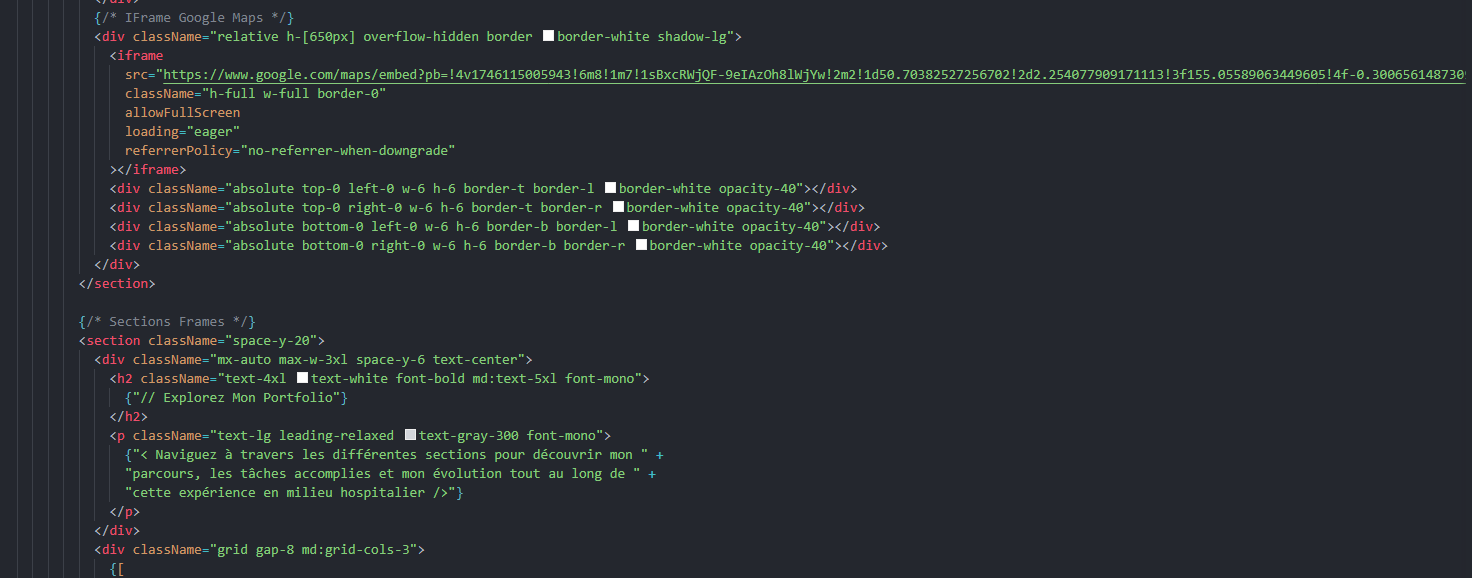 </div>
{/* IFrame Google Maps */}
<div className="relative h-[650px] overflow-hidden border border-white shadow-lg">
<iframe
src="https://www.google.com/maps/embed?pb=!4v1746115005943!6m8!1m7!1sBxcRWjQF-9eIAzOh8lWjYw!2m2!1d50.70382527256702!2d2.254077909171113!3f155.05589063449605!4f-0.300656148730
className="h-full w-full border-0"
allowFullScreen
loading="eager"
referrerPolicy="no-referrer-when-downgrade"
></iframe>
<div className="absolute top-0 left-0 w-6 h-6 border-t border-l border-white opacity-40"></div>
<div className="absolute top-0 right-0 w-6 h-6 border-t border-r border-white opacity-40"></div>
<div className="absolute bottom-0 left-0 w-6 h-6 border-b border-l border-white opacity-40"></div>
<div className="absolute bottom-0 right-0 w-6 h-6 border-b border-r border-white opacity-40"></div>
</div>
</section>
{/* Sections Frames */}
<section className="space-y-20">
<div className="mx-auto max-w-3xl space-y-6 text-center">
<h2 className="text-4xl text-white font-bold md:text-5xl font-mono">
{"// Explorez Mon Portfolio"}
</h2>
<p className="text-lg leading-relaxed text-gray-300 font-mono">
{"< Naviguez à travers les différentes sections pour découvrir mon " +
"parcours, les tâches accomplies et mon évolution tout au long de " +
"cette expérience en milieu hospitalier />"}
</p>
</div>
<div className="grid gap-8 md:grid-cols-3">
{[